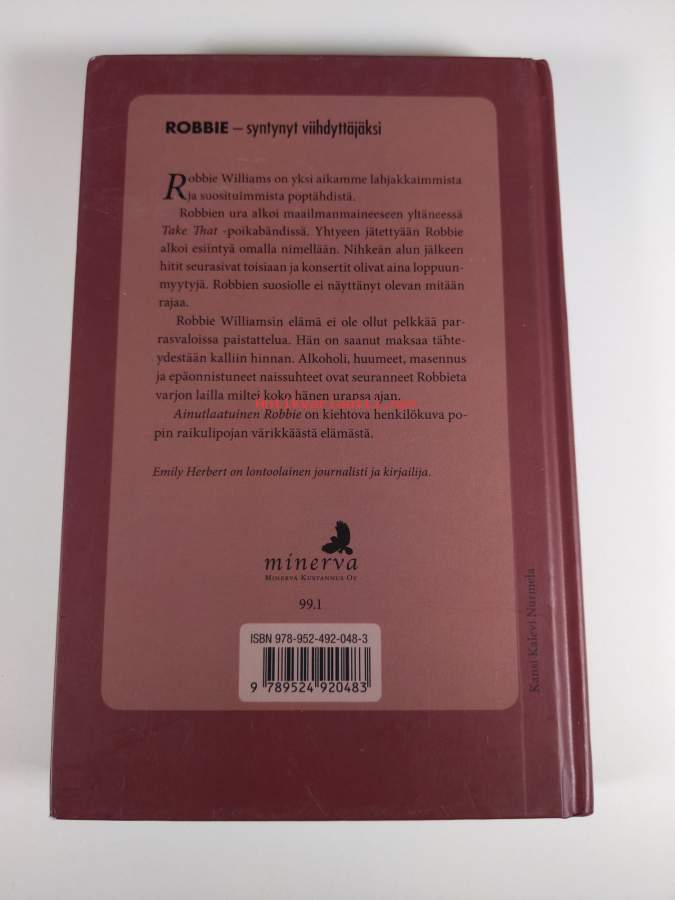 ROBBIE – syntynyt viihdyttäjäksi
Robbie Williams on yksi aikamme lahjakkaimmista
ja suosituimmista poptähdistä.
Robbien ura alkoi maailmanmaineeseen yltäneessä
Take That -poikabändissä. Yhtyeen jätettyään Robbie
alkoi esiintyä omalla nimellään. Nihkeän alun jälkeen
hitit seurasivat toisiaan ja konsertit olivat aina loppuun-
myytyjä. Robbien suosiolle ei näyttänyt olevan mitään
rajaa.
Robbie Williamsin elämä ei ole ollut pelkkää par-
rasvaloissa paistattelua. Hän on saanut maksaa tähte-
ydestään kalliin hinnan. Alkoholi, huumeet, masennus
ja epäonnistuneet naissuhteet ovat seuranneet Robbieta
varjon lailla miltei koko hänen uransa ajan.
Ainutlaatuinen Robbie on kiehtova henkilökuva po-
pin raikulipojan värikkäästä elämästä.
Emily Herbert on lontoolainen journalisti ja kirjailija.
minerva
Minerva Kustannus Oy
99.1
ISBN 978-952-492-048-3
9 789524 920483
Kansi Kalevi Nurmela